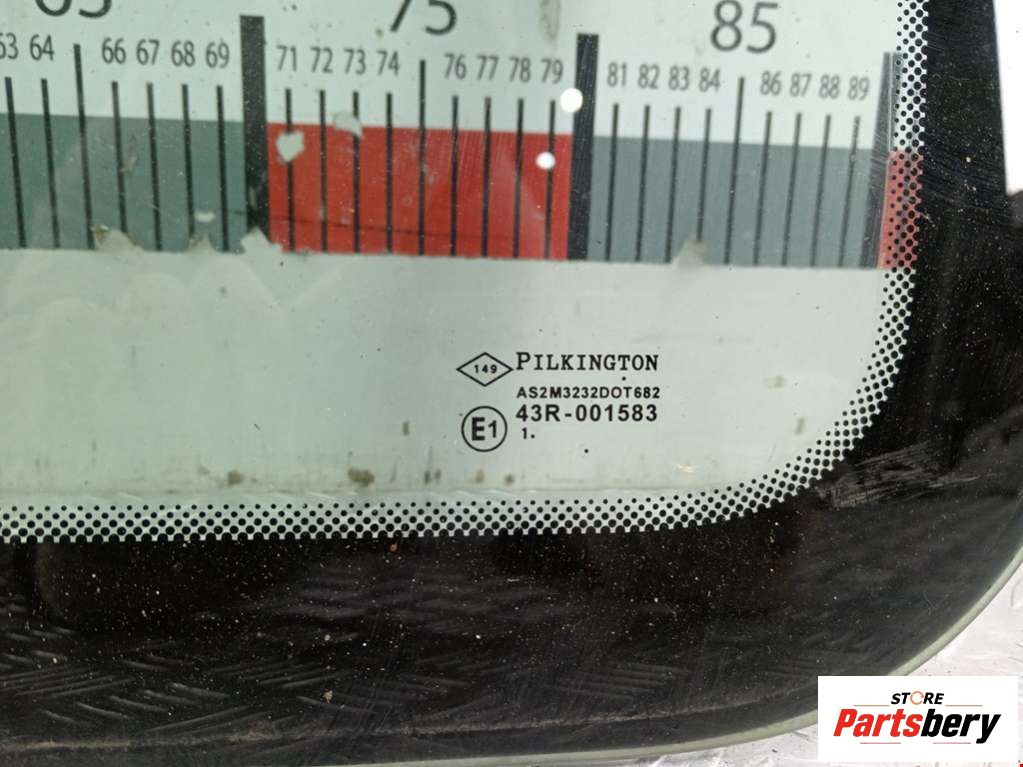 65 75 85
63 64 66 67 68 69 71 72 73 74 76 77 78 79 81 82 83 84 86 87 88 89
149 PILKINGTON
AS2M3232DOT682
E1 43R-001583
1.
STORE
Partsbery